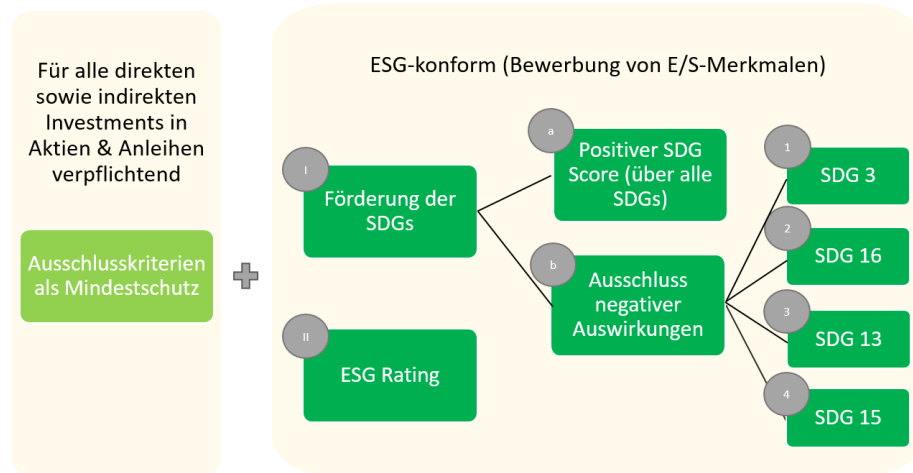 Für alle direkten
sowie indirekten
Investments in
Aktien & Anleihen
verpflichtend
Ausschlusskriterien
als Mindestschutz
ESG-konform (Bewerbung von E/S-Merkmalen)
I
Förderung der
SDGs
II
ESG Rating
a
Positiver SDG
Score (über alle
SDGs)
b
Ausschluss
negativer
Auswirkungen
1
SDG 3
2
SDG 16
3
SDG 13
4
SDG 15